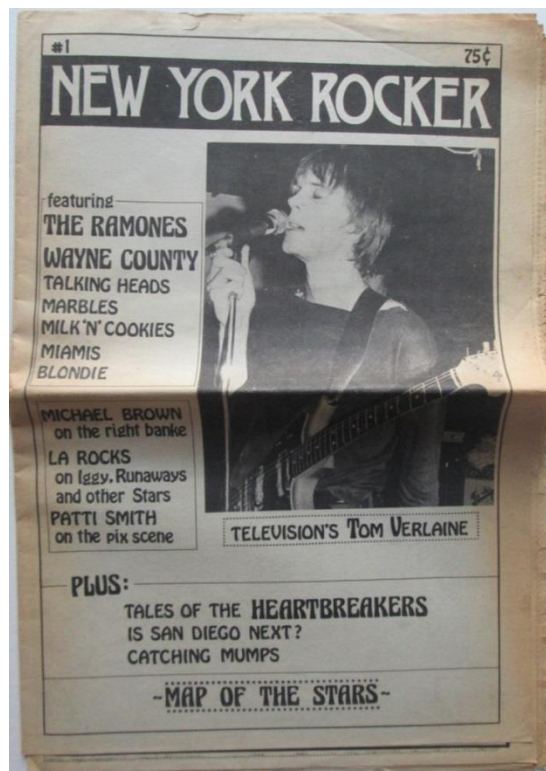 #1 75¢
NEW YORK ROCKER
featuring
THE RAMONES
WAYNE COUNTY
TALKING HEADS
MARBLES
MILK 'N' COOKIES
MIAMIS
BLONDIE
MICHAEL BROWN
on the right banke
LA ROCKS
on Iggy, Runaways
and other Stars
PATTI SMITH
on the pix scene
TELEVISION'S TOM VERLAINE
PLUS:
TALES OF THE HEARTBREAKERS
IS SAN DIEGO NEXT?
CATCHING MUMPS
~MAP OF THE STARS~